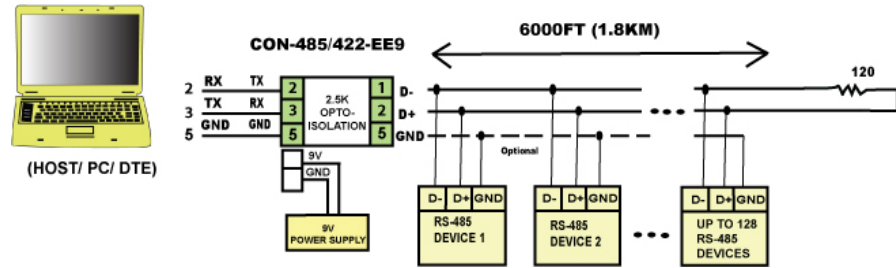 6000FT (1.8KM)
CON-485/422-EE9
120
2 RX TX 2 1 D-
3 TX RX 3 2 D+
5 GND GND 5 5 GND
2.5K
OPTO-
ISOLATION
Optional
(HOST/ PC/ DTE)
9V
GND
9V
POWER SUPPLY
D- D+ GND
RS-485
DEVICE 1
D- D+ GND
RS-485
DEVICE 2
D- D+ GND
UP TO 128
RS-485
DEVICES